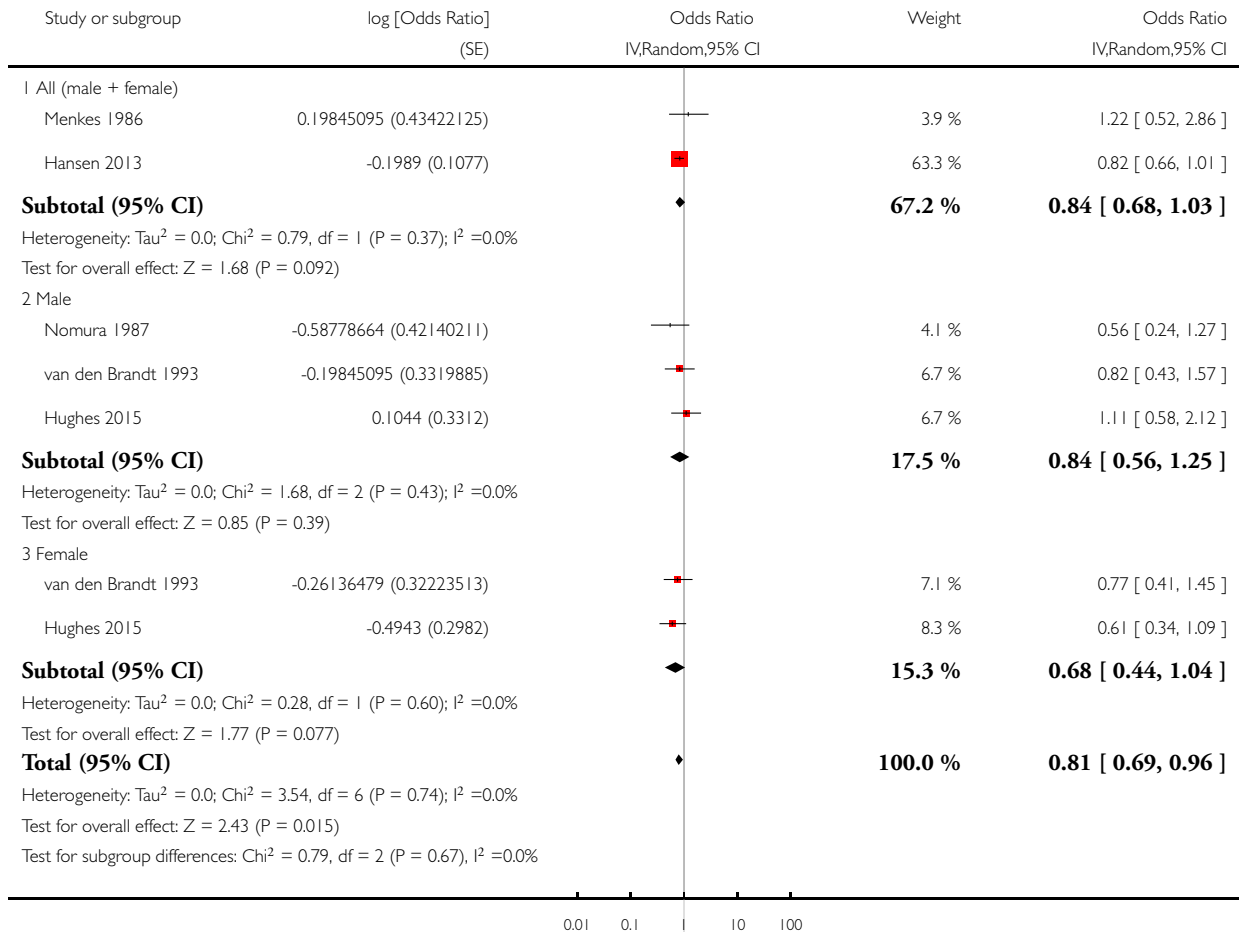 Study or subgroup log [Odds Ratio] Odds Ratio Weight Odds Ratio
(SE) IV,Random,95% CI IV,Random,95% CI
1 All (male + female)
Menkes 1986 0.19845095 (0.43422125) 3.9 % 1.22 [ 0.52, 2.86 ]
Hansen 2013 -0.1989 (0.1077) 63.3 % 0.82 [ 0.66, 1.01 ]
Subtotal (95% CI) 67.2 % 0.84 [ 0.68, 1.03 ]
Heterogeneity: Tau² = 0.0; Chi² = 0.79, df = 1 (P = 0.37); I² =0.0%
Test for overall effect: Z = 1.68 (P = 0.092)
2 Male
Nomura 1987 -0.58778664 (0.42140211) 4.1 % 0.56 [ 0.24, 1.27 ]
van den Brandt 1993 -0.19845095 (0.3319885) 6.7 % 0.82 [ 0.43, 1.57 ]
Hughes 2015 0.1044 (0.3312) 6.7 % 1.11 [ 0.58, 2.12 ]
Subtotal (95% CI) 17.5 % 0.84 [ 0.56, 1.25 ]
Heterogeneity: Tau² = 0.0; Chi² = 1.68, df = 2 (P = 0.43); I² =0.0%
Test for overall effect: Z = 0.85 (P = 0.39)
3 Female
van den Brandt 1993 -0.26136479 (0.32223513) 7.1 % 0.77 [ 0.41, 1.45 ]
Hughes 2015 -0.4943 (0.2982) 8.3 % 0.61 [ 0.34, 1.09 ]
Subtotal (95% CI) 15.3 % 0.68 [ 0.44, 1.04 ]
Heterogeneity: Tau² = 0.0; Chi² = 0.28, df = 1 (P = 0.60); I² =0.0%
Test for overall effect: Z = 1.77 (P = 0.077)
Total (95% CI) 100.0 % 0.81 [ 0.69, 0.96 ]
Heterogeneity: Tau² = 0.0; Chi² = 3.54, df = 6 (P = 0.74); I² =0.0%
Test for overall effect: Z = 2.43 (P = 0.015)
Test for subgroup differences: Chi² = 0.79, df = 2 (P = 0.67), I² =0.0%
0.01 0.1 1 10 100